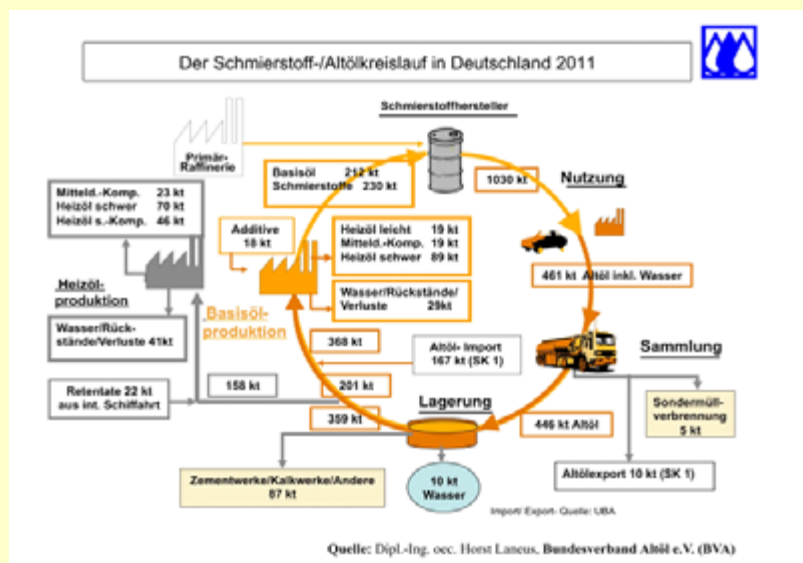 Der Schmierstoff-/Altölkreislauf in Deutschland 2011
Schmierstoffhersteller
Primär-
Raffinerie
Basisöl 212 kt
Schmierstoffe 230 kt
1030 kt
Nutzung
Mitteld.-Komp. 23 kt
Heizöl schwer 70 kt
Heizöl s.-Komp. 46 kt
Additive
18 kt
Heizöl leicht 19 kt
Mitteld.-Komp. 19 kt
Heizöl schwer 89 kt
461 kt Altöl inkl. Wasser
Heizöl-
produktion
Wasser/Rückstände/
Verluste 29kt
Basisöl-
produktion
Wasser/Rück-
stände/Verluste 41kt
368 kt
Altöl- Import
167 kt (SK 1)
Sammlung
Retentate 22 kt
aus int. Schiffahrt
158 kt
201 kt
Lagerung
359 kt
446 kt Altöl
Sondermüll-
verbrennung
5 kt
Zementwerke/Kalkwerke/Andere
87 kt
10 kt
Wasser
Altölexport 10 kt (SK 1)
Import/ Export- Quelle: UBA
Quelle: Dipl.-Ing. oec. Horst Laneus, Bundesverband Altöl e.V. (BVA)